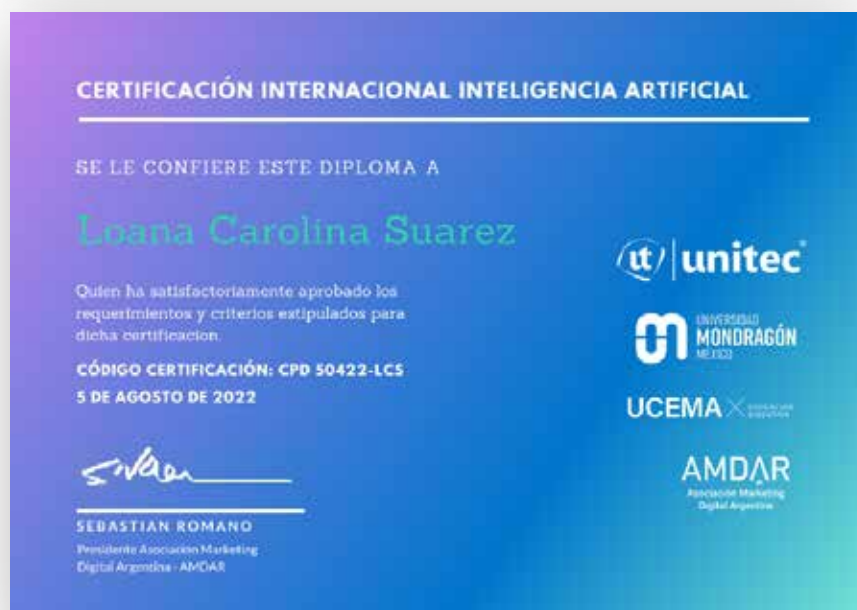 CERTIFICACIÓN INTERNACIONAL INTELIGENCIA ARTIFICIAL
SE LE CONFIERE ESTE DIPLOMA A
Loana Carolina Suarez
Quien ha satisfactoriamente aprobado los
requerimientos y criterios estipulados para
dicha certificacion.
CÓDIGO CERTIFICACIÓN: CPD 50422-LCS
5 DE AGOSTO DE 2022
SEBASTIAN ROMANO
Presidente Asociación Marketing
Digital Argentina - AMDAR
ut unitec
UNIVERSIDAD
MONDRAGÓN
MÉXICO
UCEMA
AMDAR
Asociación Marketing
Digital Argentina